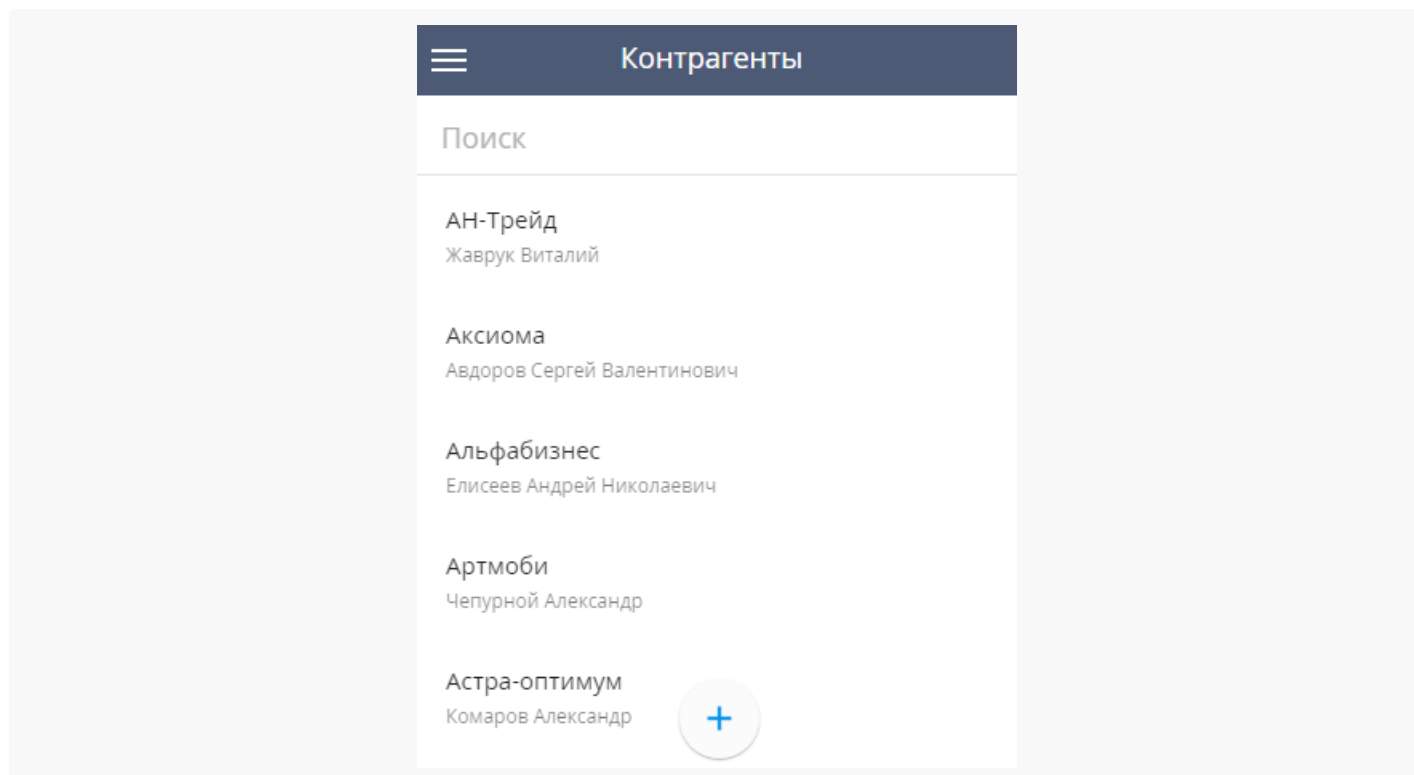 Контрагенты
Поиск
АН-Трейд
Жаврук Виталий
Аксиома
Авдоров Сергей Валентинович
Альфабизнес
Елисеев Андрей Николаевич
Артмоби
Чепурной Александр
Астра-оптимум
Комаров Александр